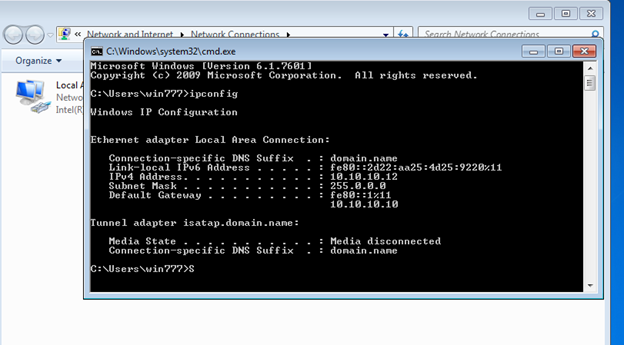 « Network and Internet ▸ Network Connections ▸
Search Network Connections
Organize ▾
Local A
Netwo
Intel(R
C:\Windows\system32\cmd.exe
Microsoft Windows [Version 6.1.7601]
Copyright (c) 2009 Microsoft Corporation.  All rights reserved.
C:\Users\win777>ipconfig
Windows IP Configuration
Ethernet adapter Local Area Connection:
Connection-specific DNS Suffix  . : domain.name
Link-local IPv6 Address . . . . . : fe80::2d22:aa25:4d25:9220%11
IPv4 Address. . . . . . . . . . . : 10.10.10.12
Subnet Mask . . . . . . . . . . . : 255.0.0.0
Default Gateway . . . . . . . . . : fe80::1%11
10.10.10.10
Tunnel adapter isatap.domain.name:
Media State . . . . . . . . . . . : Media disconnected
Connection-specific DNS Suffix  . : domain.name
C:\Users\win777>S